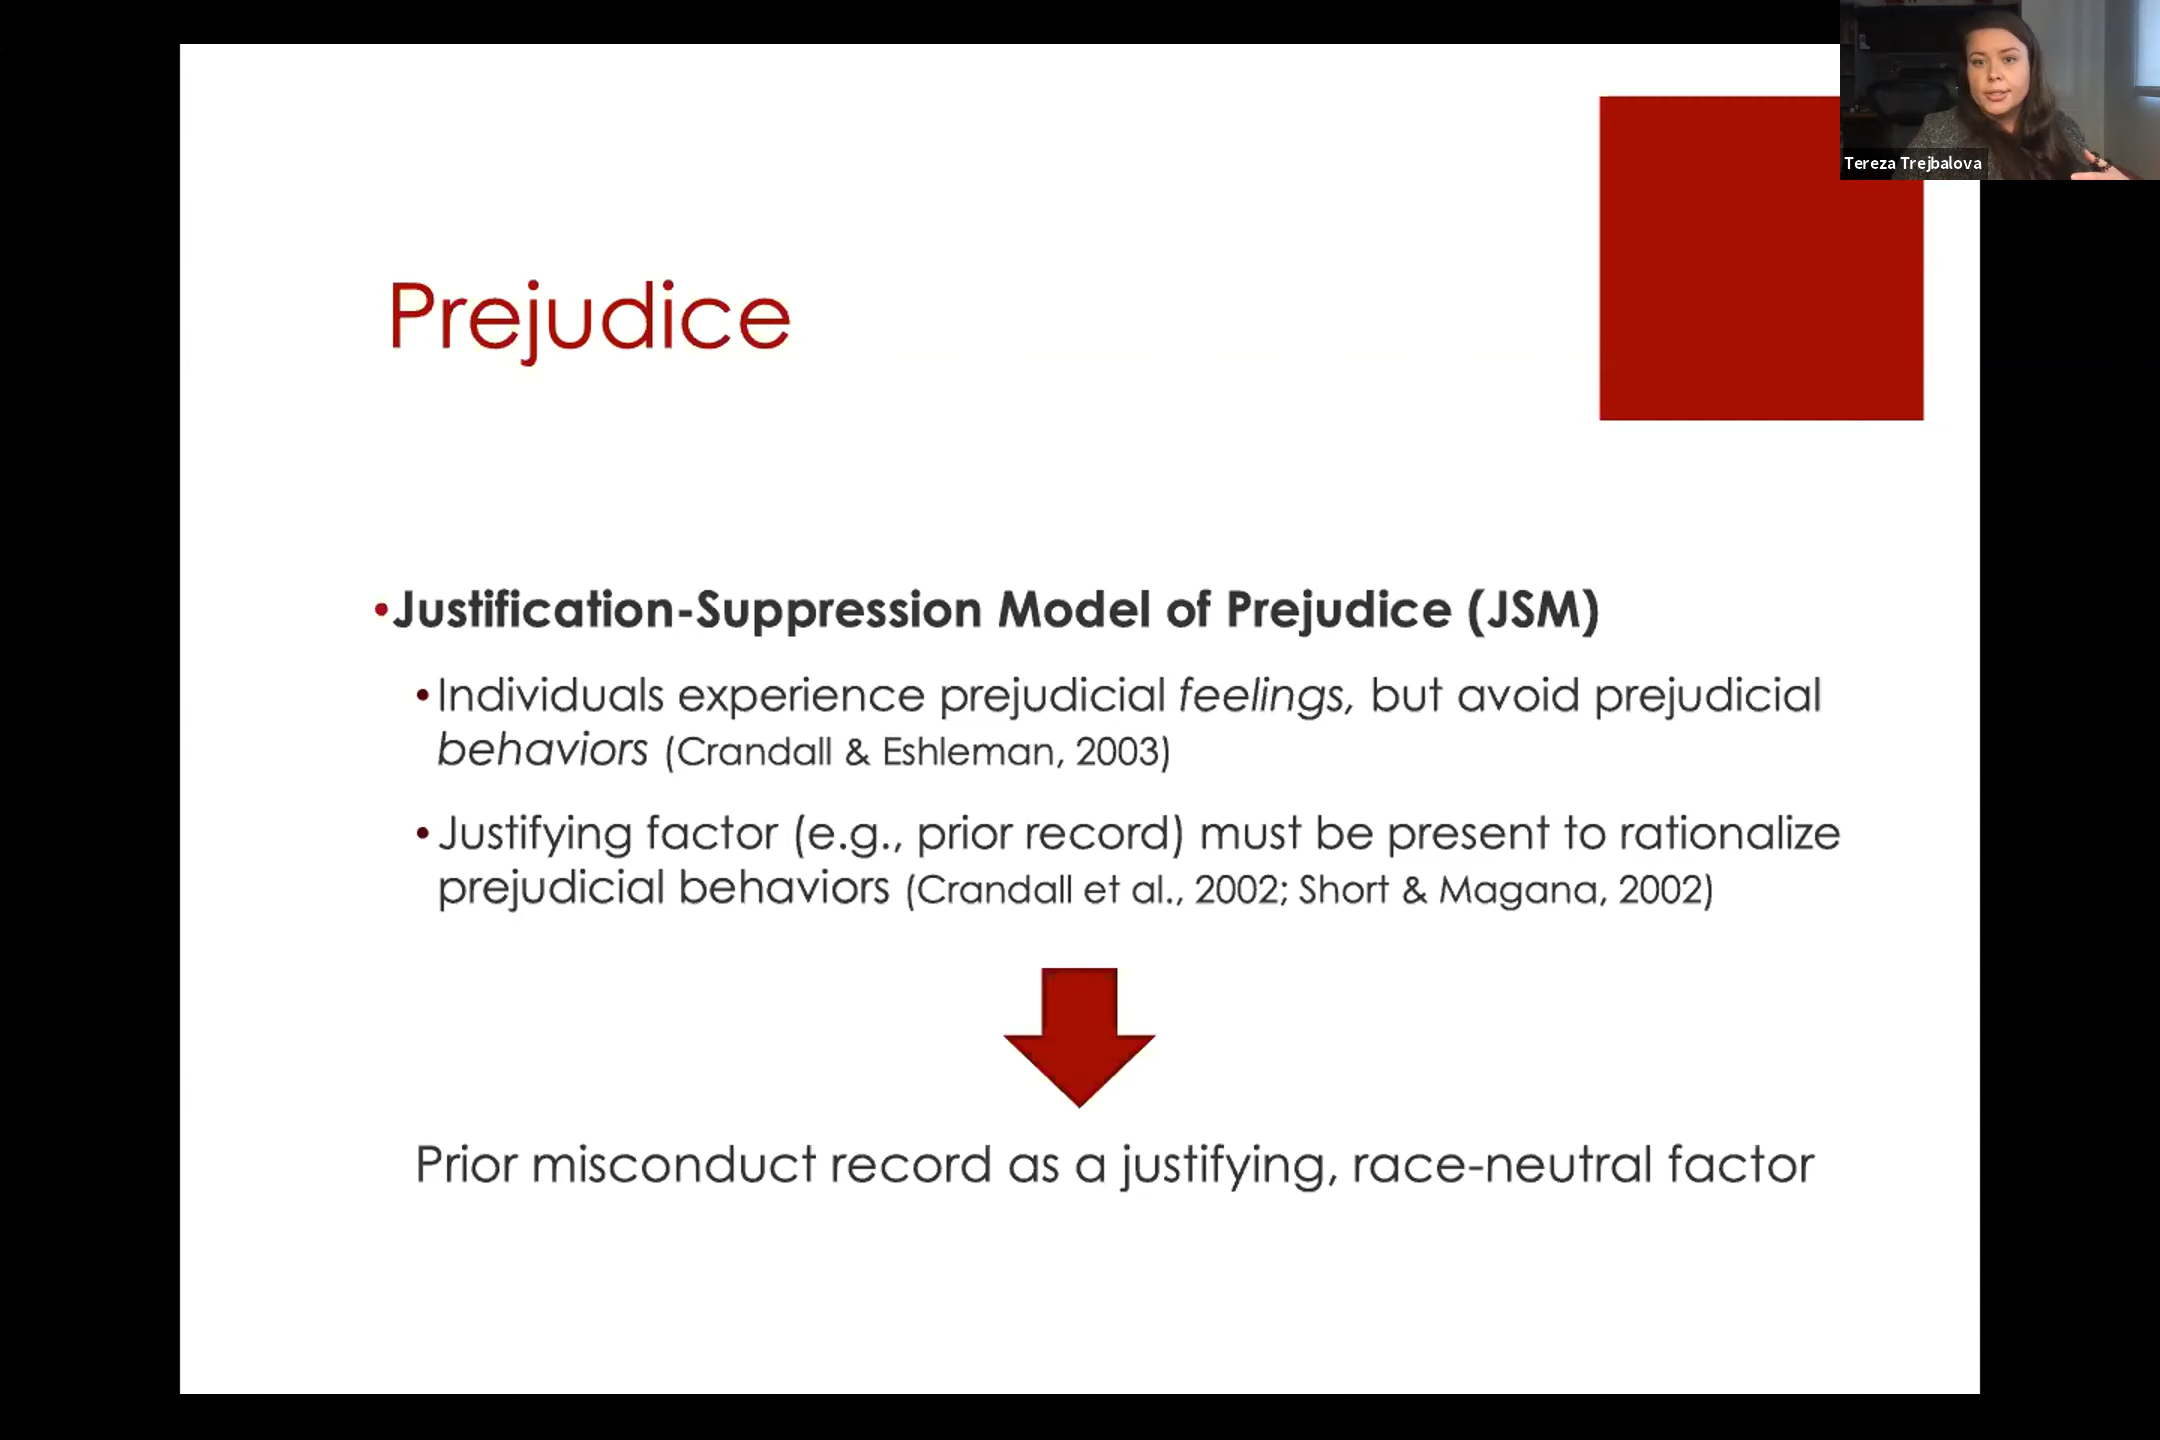 Tereza Trejbalova
Prejudice
•Justification-Suppression Model of Prejudice (JSM)
•Individuals experience prejudicial feelings, but avoid prejudicial
behaviors (Crandall & Eshleman, 2003)
•Justifying factor (e.g., prior record) must be present to rationalize
prejudicial behaviors (Crandall et al., 2002; Short & Magana, 2002)
Prior misconduct record as a justifying, race-neutral factor